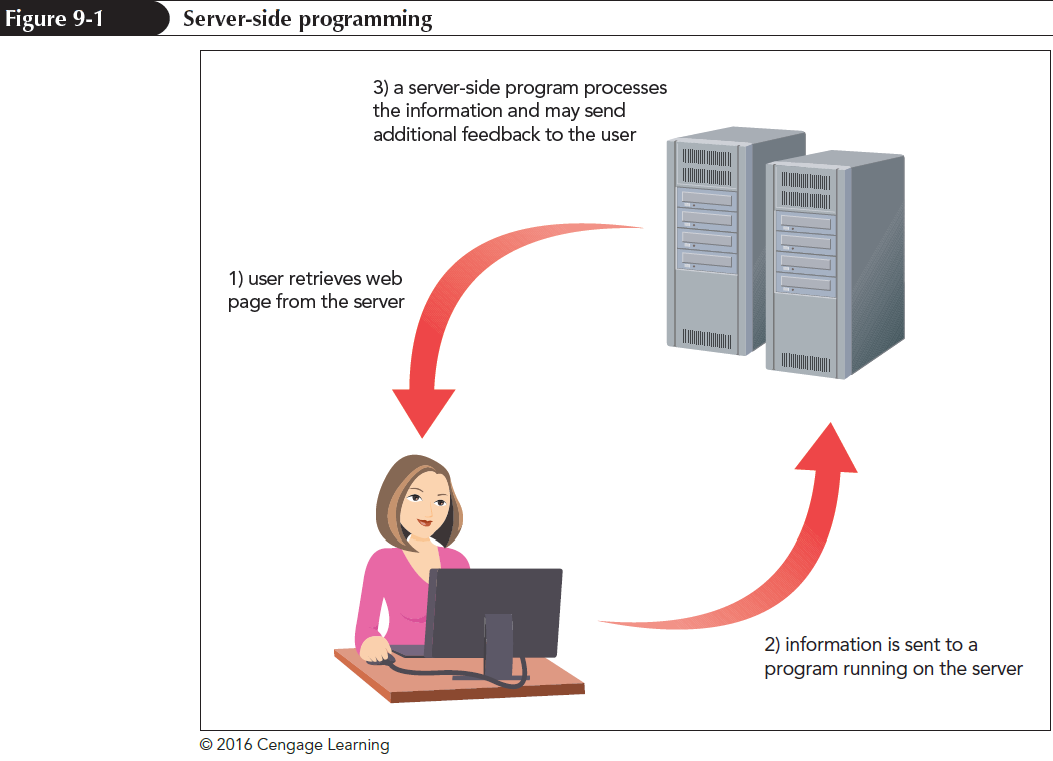 Figure 9-1 Server-side programming
3) a server-side program processes
the information and may send
additional feedback to the user
1) user retrieves web
page from the server
2) information is sent to a
program running on the server
© 2016 Cengage Learning